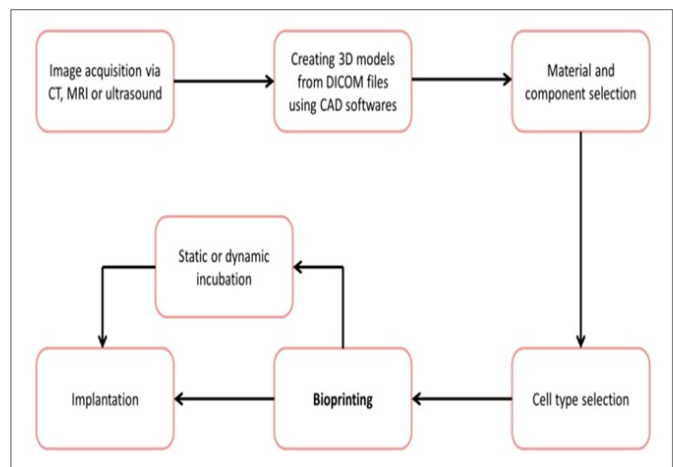 Image acquisition via
CT, MRI or ultrasound
Creating 3D models
from DICOM files
using CAD softwares
Material and
component selection
Static or dynamic
incubation
Implantation
Bioprinting
Cell type selection